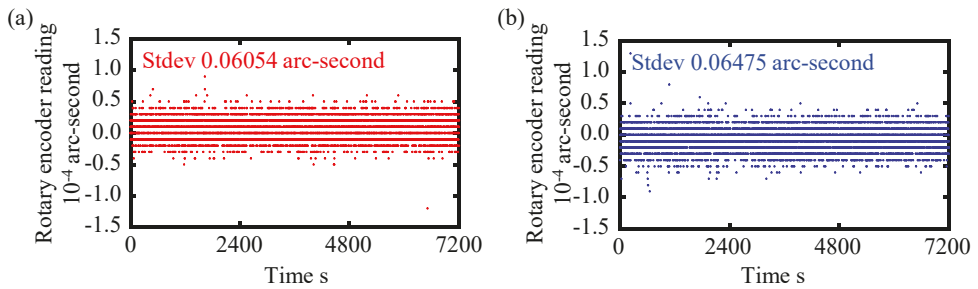 (a)
Rotary encoder reading
10⁻⁴ arc-second
1.5
1.0
0.5
0.0
-0.5
-1.0
-1.5
Stdev 0.06054 arc-second
0
2400
4800
7200
Time s
(b)
Rotary encoder reading
10⁻⁴ arc-second
1.5
1.0
0.5
0.0
-0.5
-1.0
-1.5
Stdev 0.06475 arc-second
0
2400
4800
7200
Time s